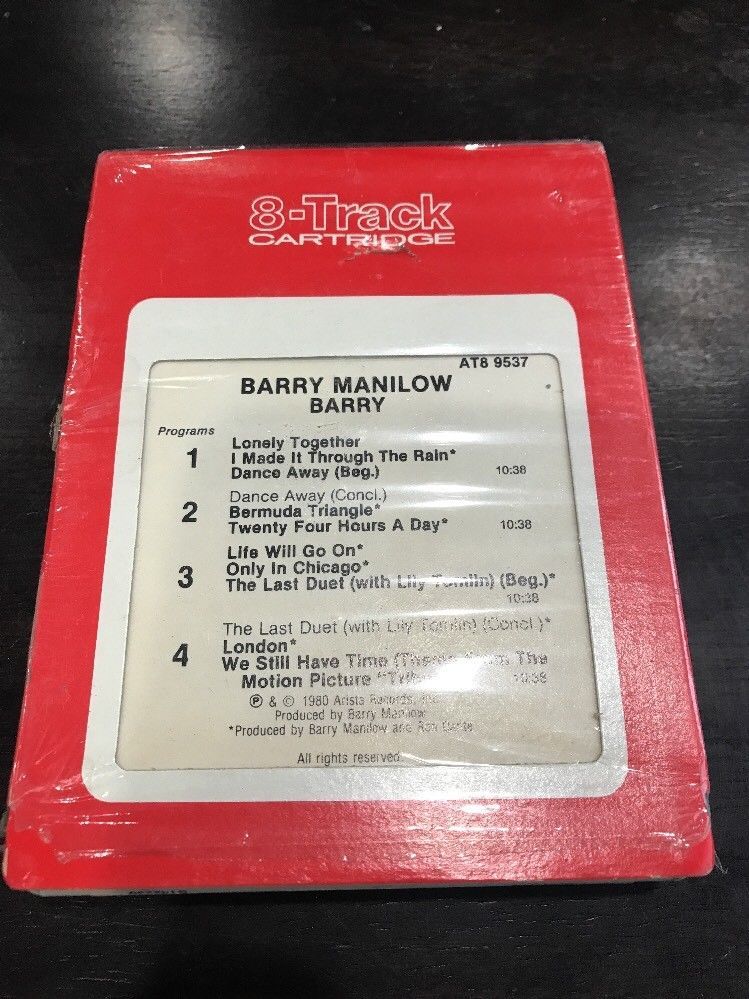 8-Track
CARTRIDGE
AT8 9537
BARRY MANILOW
BARRY
Programs
1
Lonely Together
I Made It Through The Rain*
Dance Away (Beg.) 10:38
2
Dance Away (Concl.)
Bermuda Triangle*
Twenty Four Hours A Day* 10:38
3
Life Will Go On*
Only In Chicago*
The Last Duet (with Lily Tomlin) (Beg.)*
10:38
4
The Last Duet (with Lily Tomlin) (Concl.)*
London*
We Still Have Time (Theme From The
Motion Picture 10:38
Ⓟ & © 1980 Arista Records,
Produced by Barry Manilow
*Produced by Barry Manilow and Ron
All rights reserved